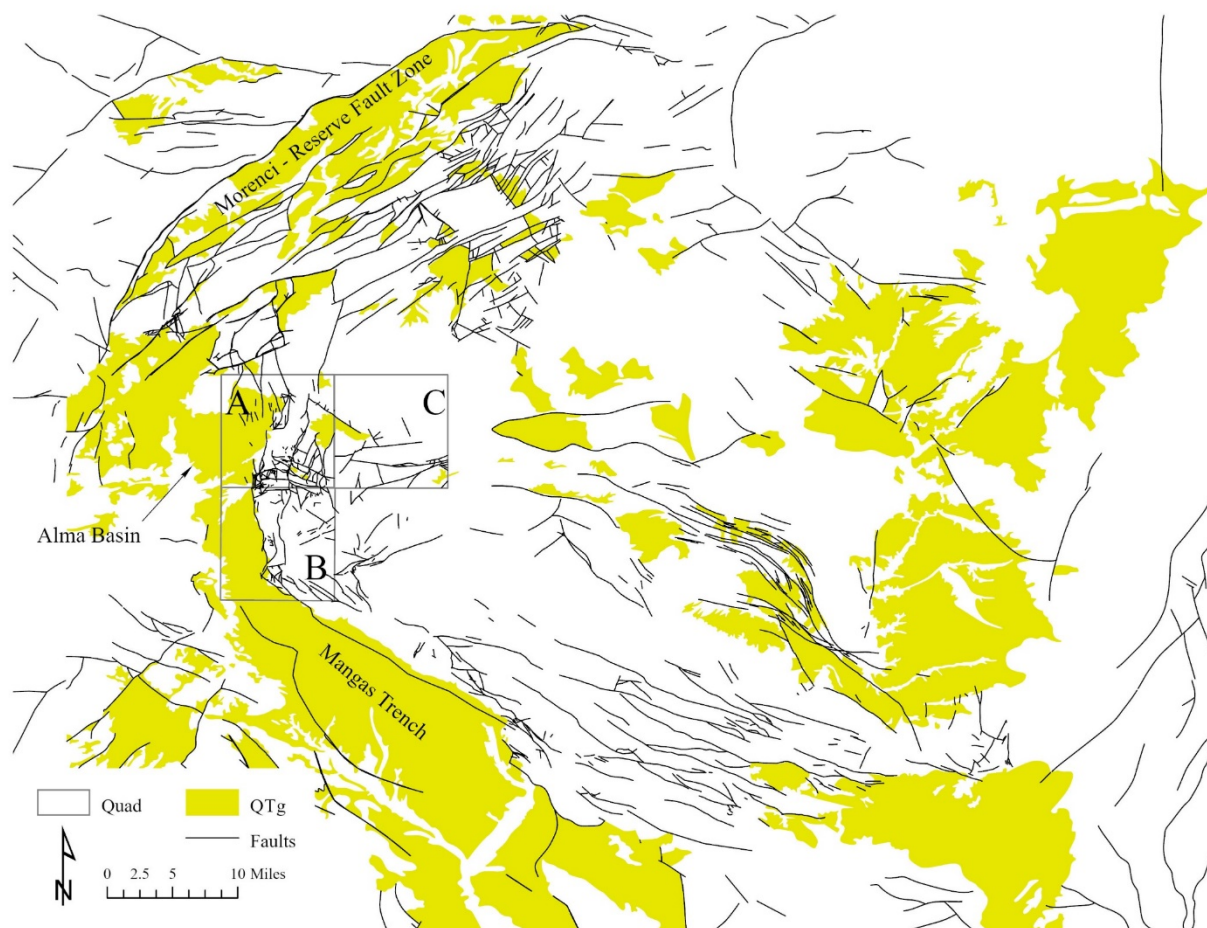 Morenci - Reserve Fault Zone
A
C
Alma Basin
B
Mangas Trench
Quad
QTg
Faults
0 2.5 5 10 Miles
N